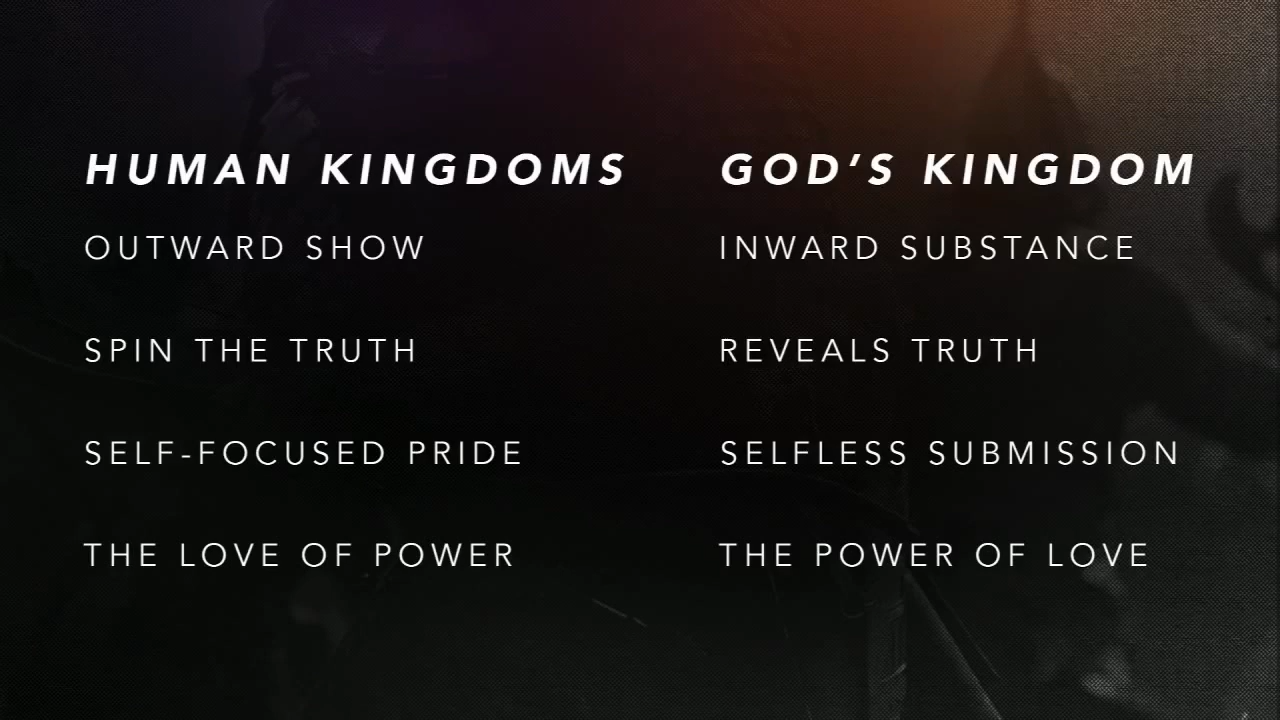 HUMAN KINGDOMS GOD’S KINGDOM
OUTWARD SHOW INWARD SUBSTANCE
SPIN THE TRUTH REVEALS TRUTH
SELF-FOCUSED PRIDE SELFLESS SUBMISSION
THE LOVE OF POWER THE POWER OF LOVE